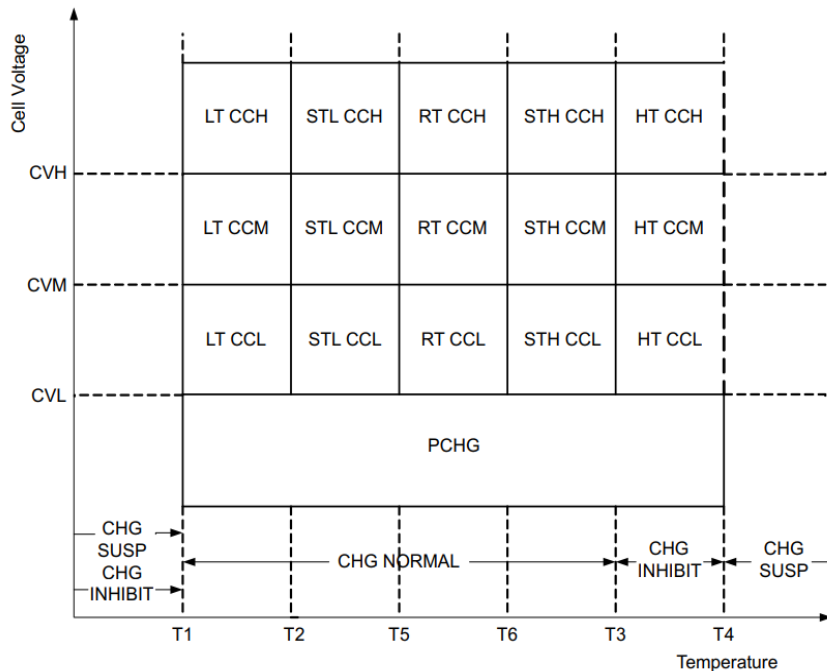 Cell Voltage
LT CCH STL CCH RT CCH STH CCH HT CCH
CVH
LT CCM STL CCM RT CCM STH CCM HT CCM
CVM
LT CCL STL CCL RT CCL STH CCL HT CCL
CVL
PCHG
CHG
SUSP
CHG
INHIBIT
CHG NORMAL
CHG
INHIBIT
CHG
SUSP
T1 T2 T5 T6 T3 T4
Temperature